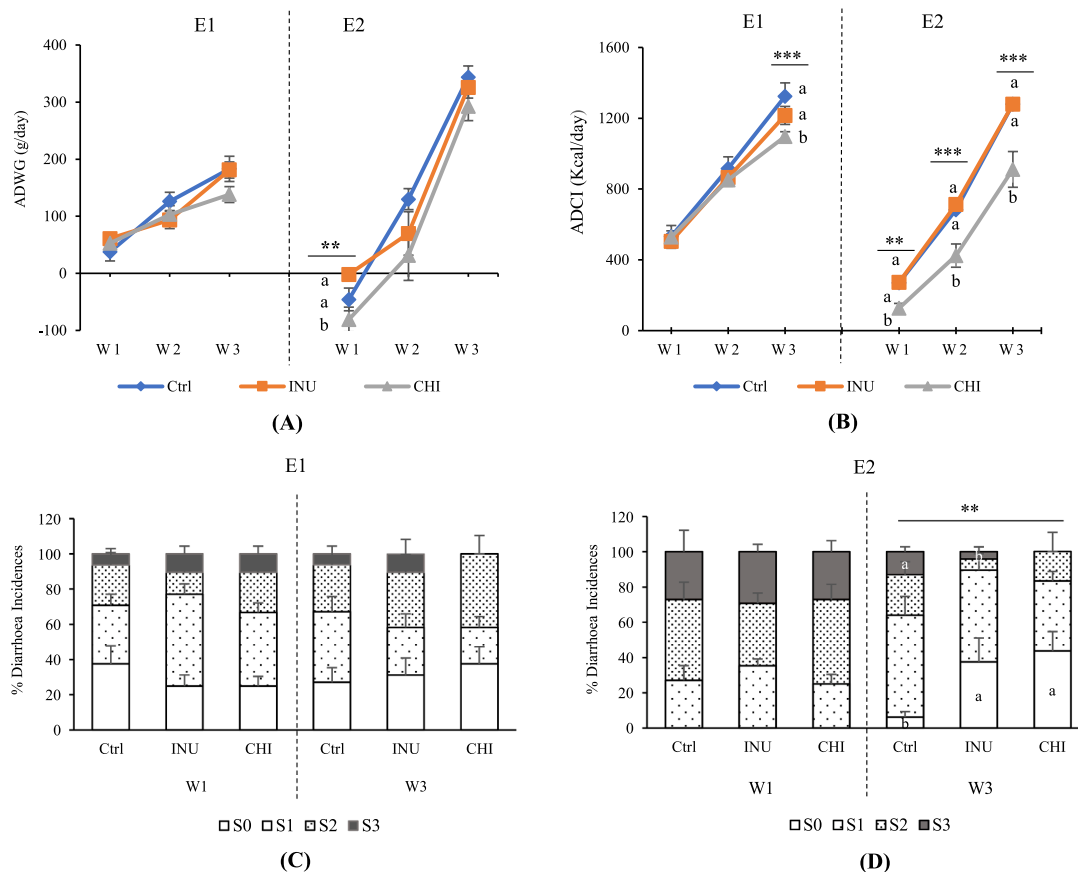 E1 E2
400
300
200
100
0
-100
ADWG (g/day)
**
a
a
b
W 1 W 2 W 3 W 1 W 2 W 3
Ctrl INU CHI
(A)
E1 E2
1600
1200
800
400
0
ADCI (Kcal/day)
***
a
a
b
**
a
a
b
***
a
a
b
***
a
a
b
W 1 W 2 W 3 W 1 W 2 W 3
Ctrl INU CHI
(B)
E1
120
100
80
60
40
20
0
% Diarrhoea Incidences
Ctrl INU CHI Ctrl INU CHI
W1 W3
S0 S1 S2 S3
(C)
E2
120
100
80
60
40
20
0
% Diarrhoea Incidences
**
a
b
b
a
a
Ctrl INU CHI Ctrl INU CHI
W1 W3
S0 S1 S2 S3
(D)